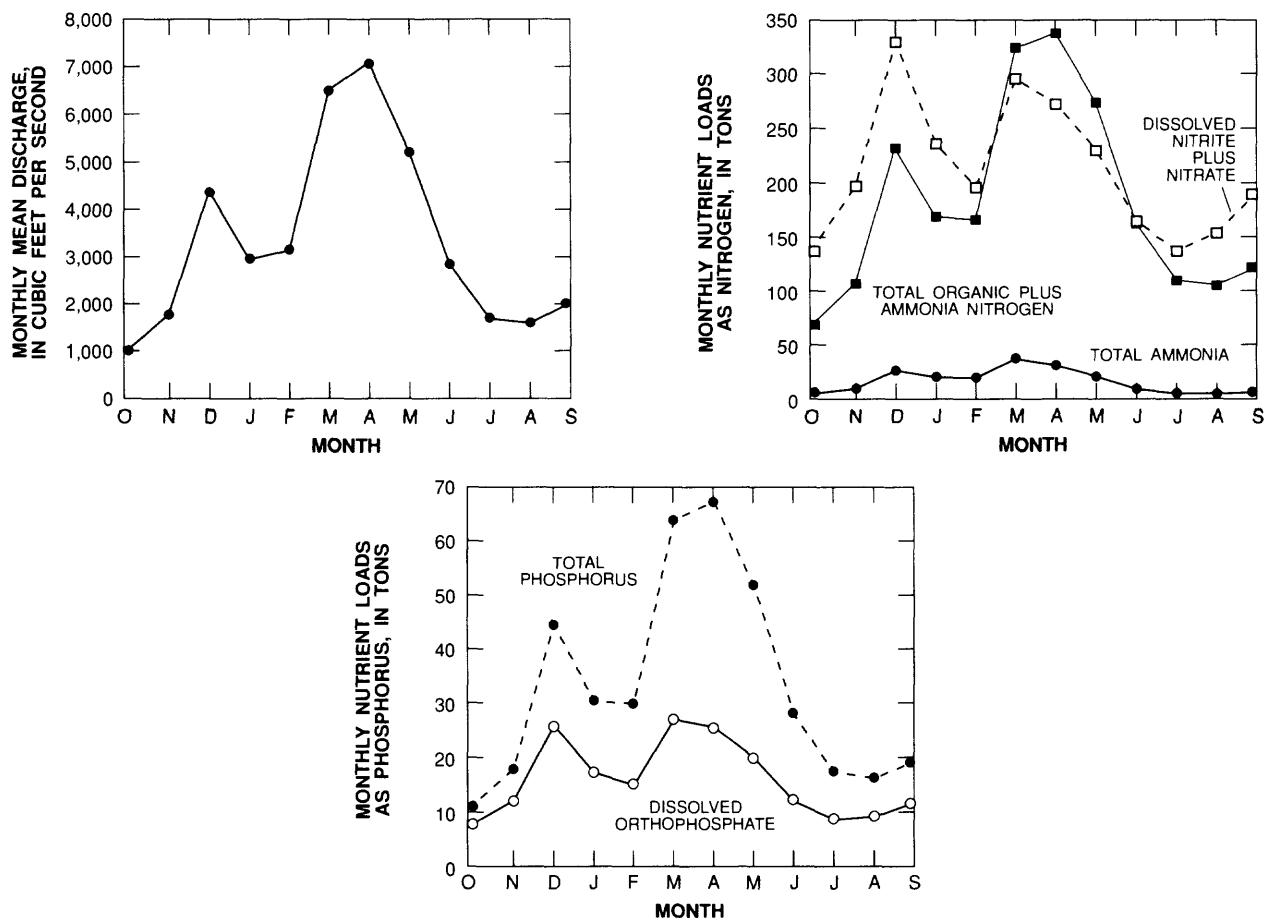 MONTHLY MEAN DISCHARGE,
IN CUBIC FEET PER SECOND
8,000
7,000
6,000
5,000
4,000
3,000
2,000
1,000
0
O N D J F M A M J J A S
MONTH
MONTHLY NUTRIENT LOADS
AS NITROGEN, IN TONS
350
300
250
200
150
100
50
0
DISSOLVED
NITRITE
PLUS
NITRATE
TOTAL ORGANIC PLUS
AMMONIA NITROGEN
TOTAL AMMONIA
O N D J F M A M J J A S
MONTH
MONTHLY NUTRIENT LOADS
AS PHOSPHORUS, IN TONS
70
60
50
40
30
20
10
0
TOTAL
PHOSPHORUS
DISSOLVED
ORTHOPHOSPHATE
O N D J F M A M J J A S
MONTH